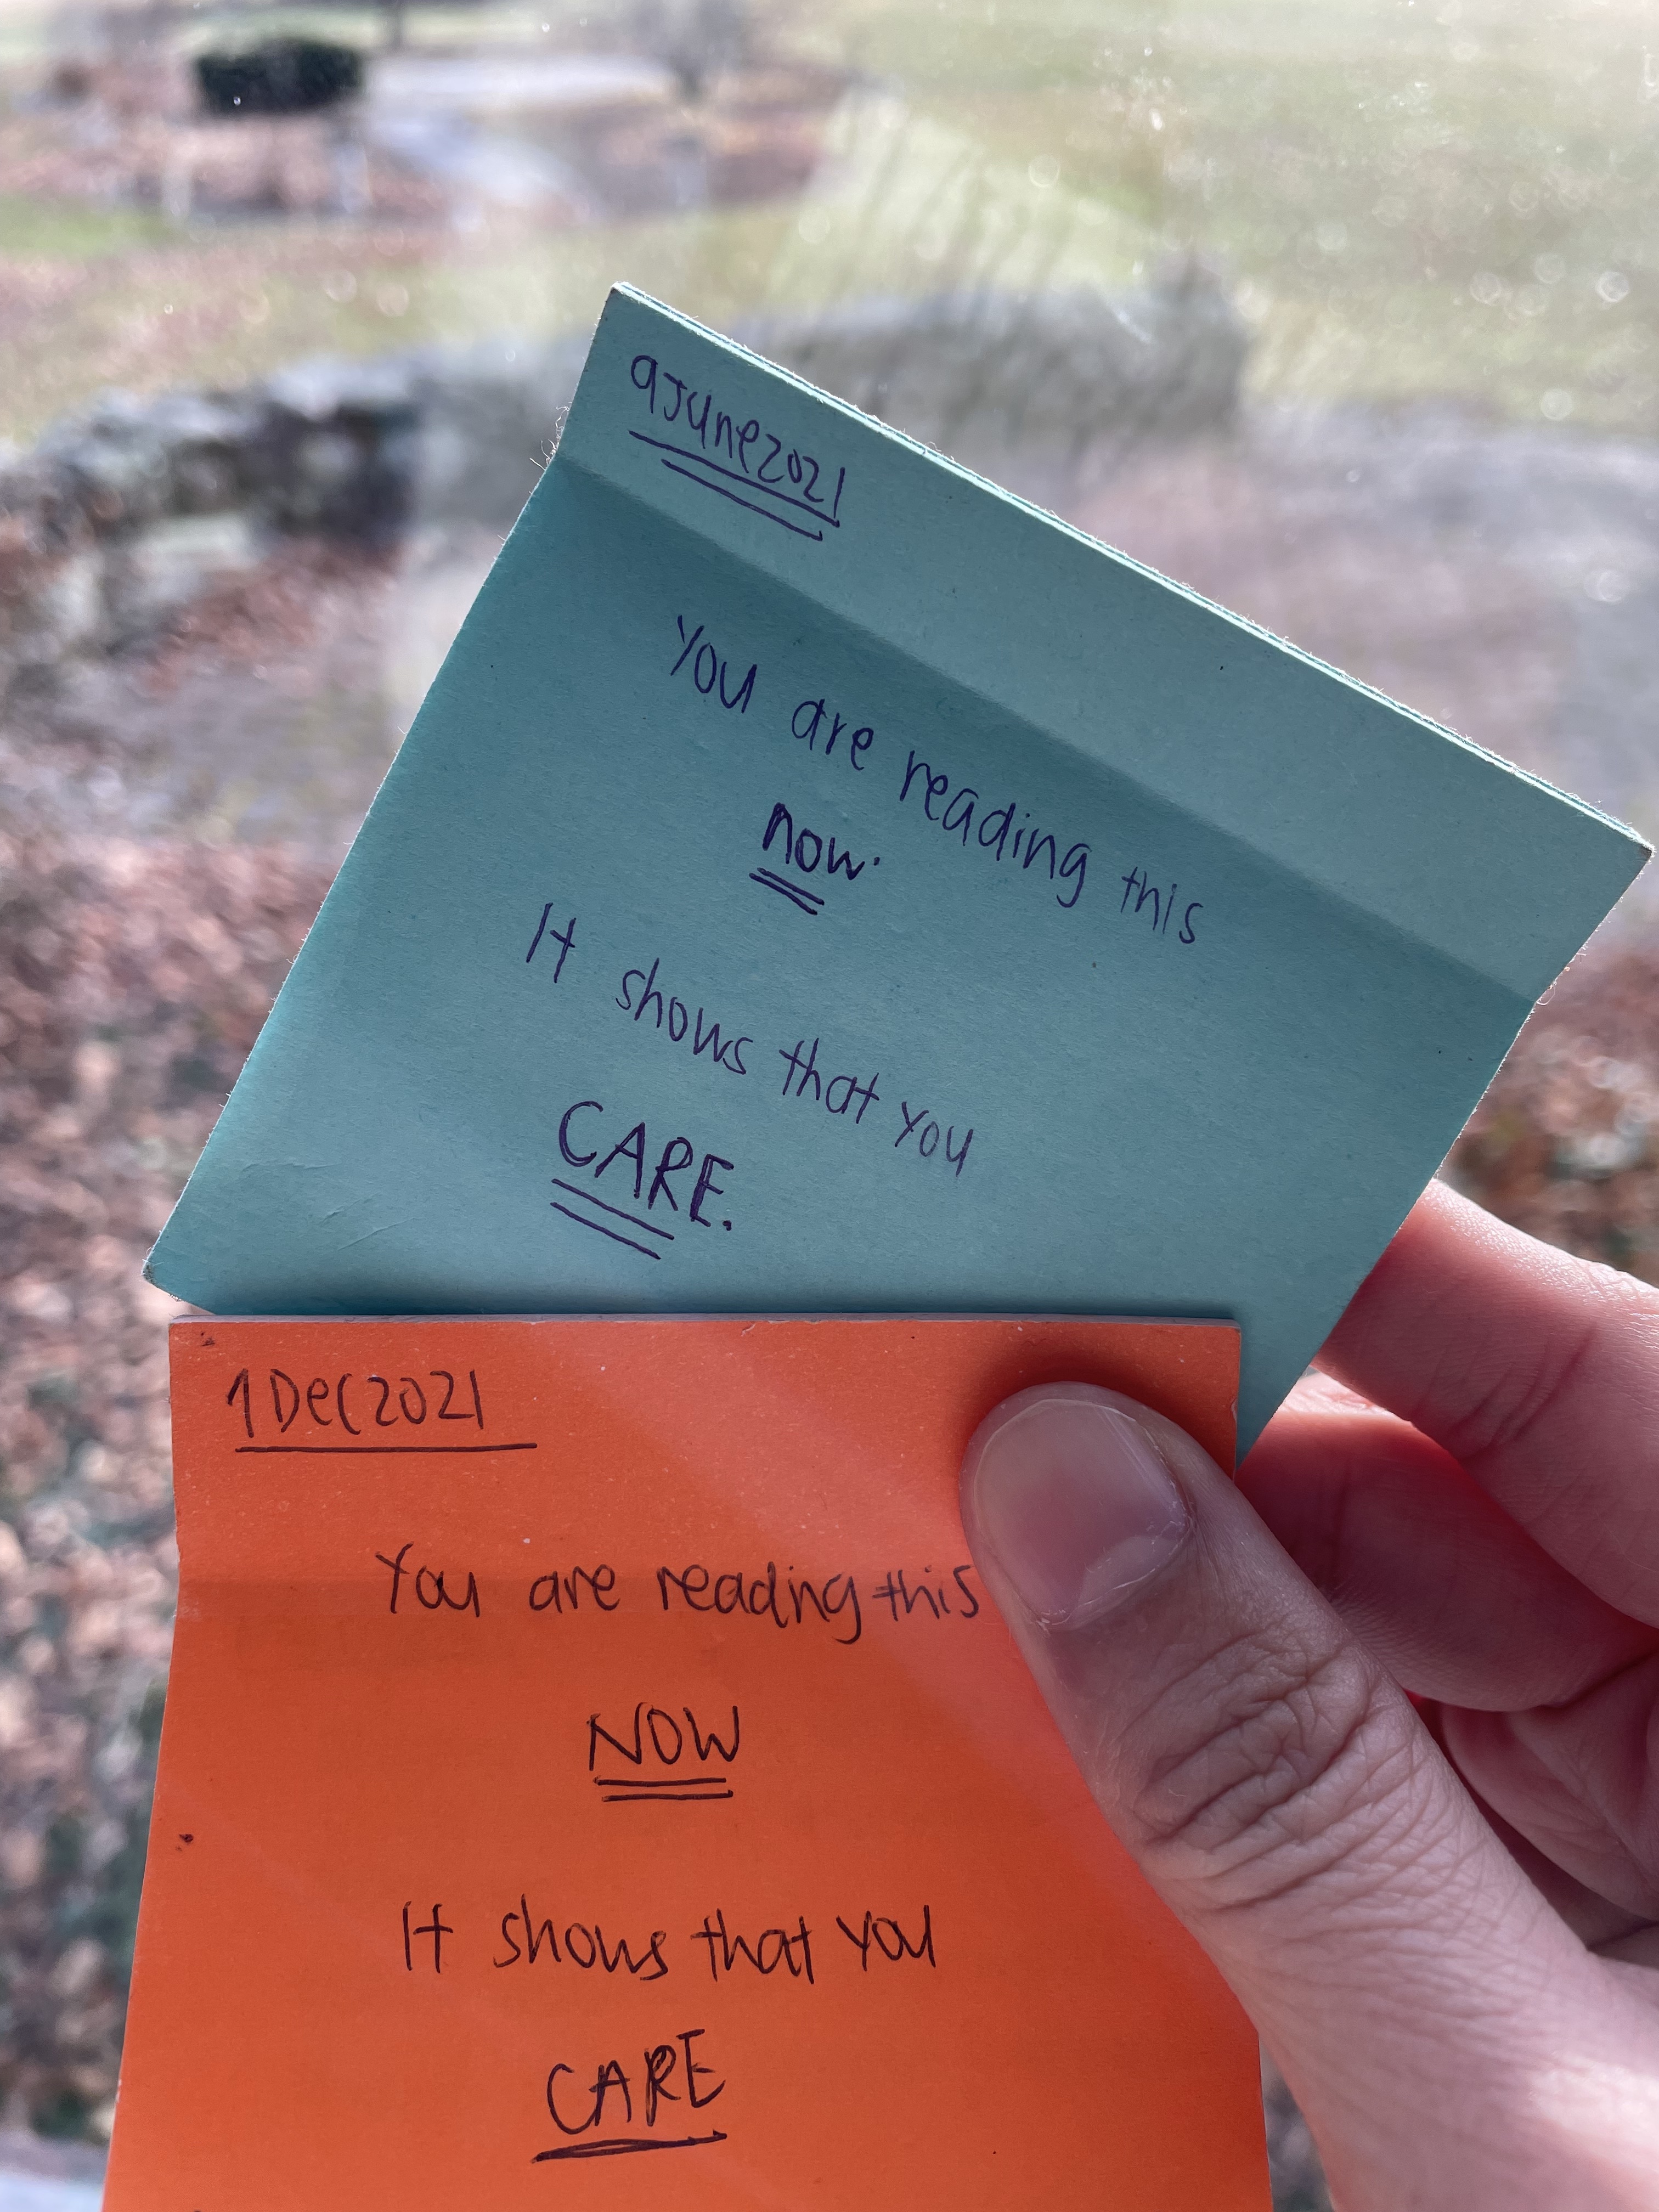 9June2021
You are reading this
now.
It shows that you
CARE.
1Dec2021
You are reading this
NOW
It shows that you
CARE